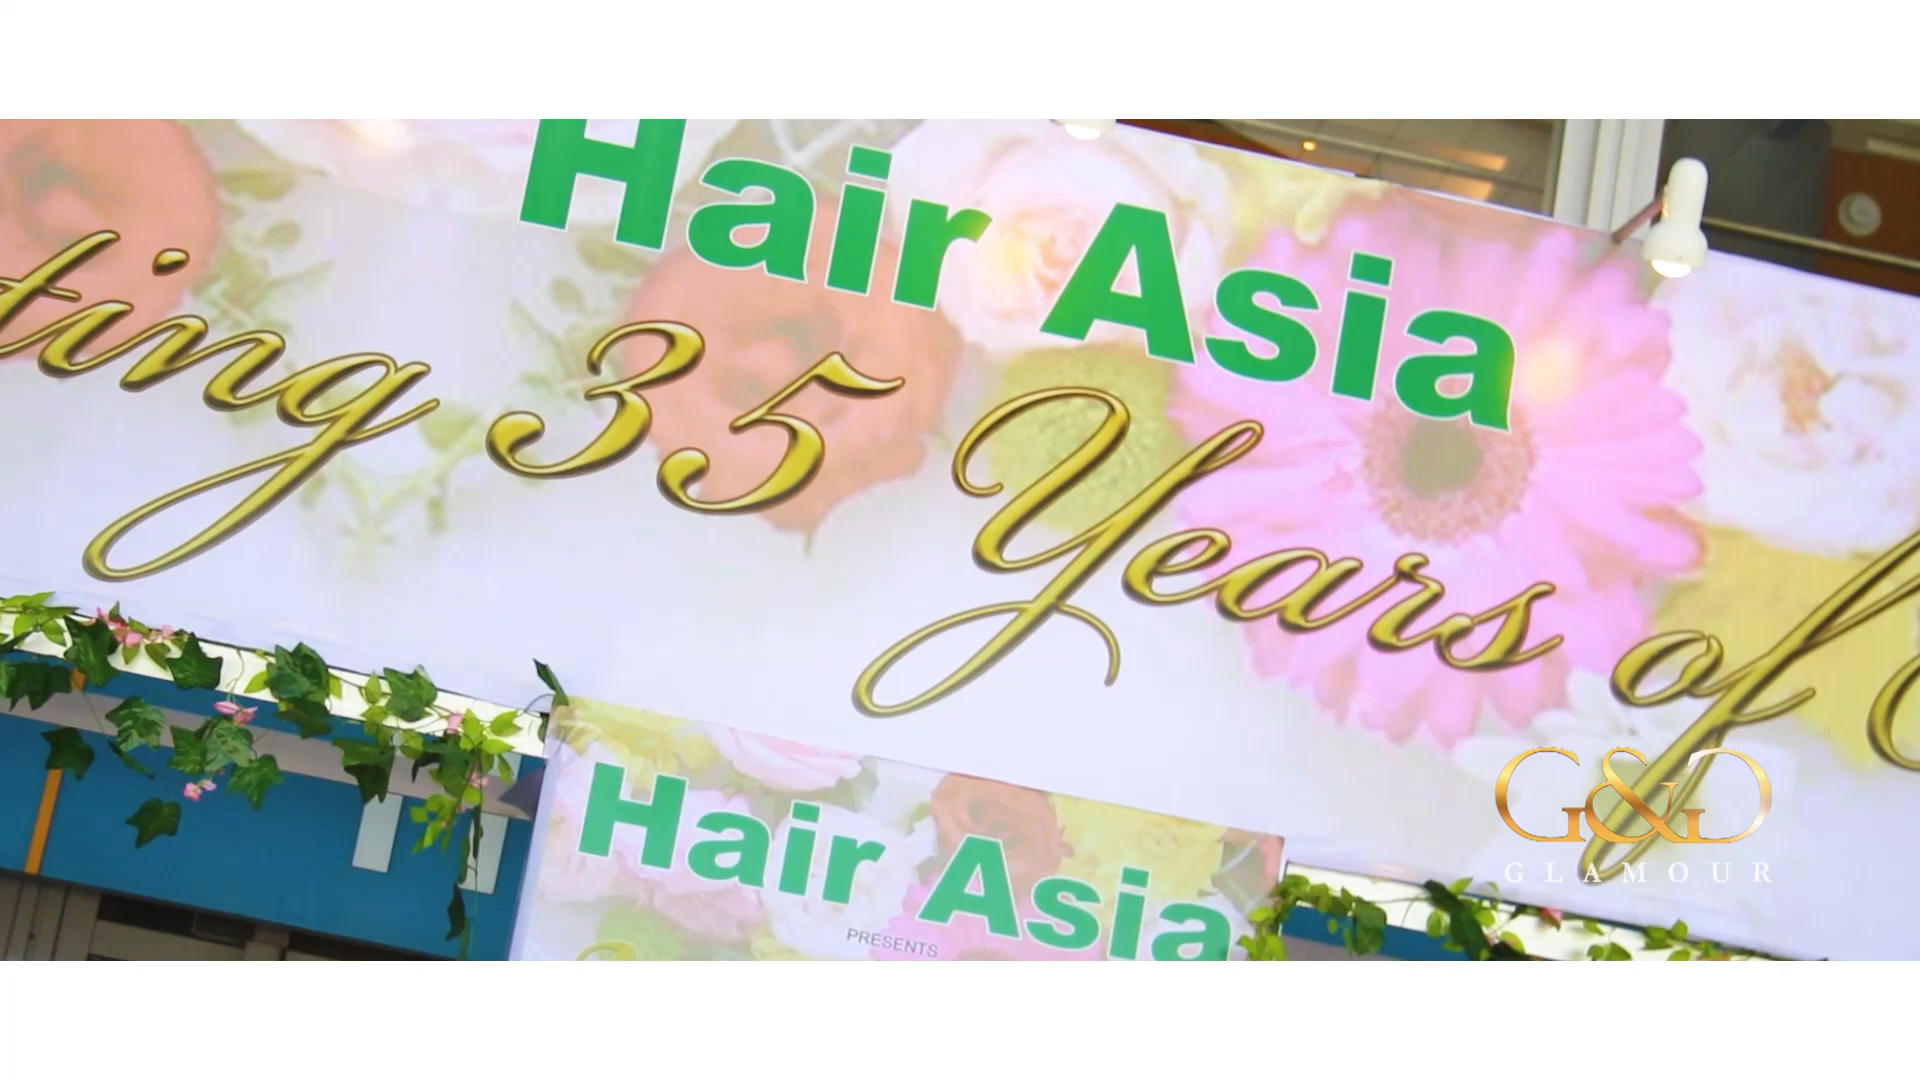 Hair Asia
ting 35 Years of
Hair Asia
PRESENTS
G&G
GLAMOUR